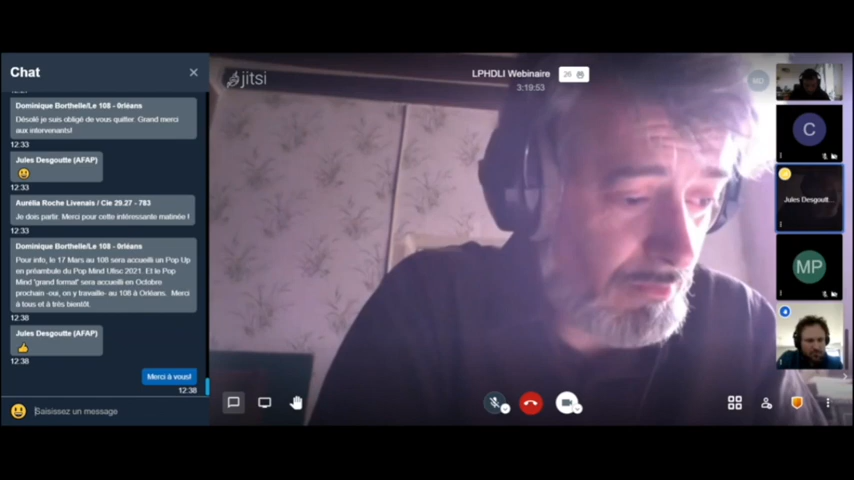 Chat
Dominique Borthelle/Le 108 - Orléans
Désolé je suis obligé de vous quitter. Grand merci
aux intervenants!
12:33
Jules Desgoutte (AFAP)
12:33
Aurélia Roche Livenais / Cie 29.27 - 783
Je dois partir. Merci pour cette intéressante matinée !
12:33
Dominique Borthelle/Le 108 - Orléans
Pour info, le 17 Mars au 108 sera accueilli un Pop Up
en préambule du Pop Mind Ufisc 2021. Et le Pop
Mind 'grand format' sera accueilli en Octobre
prochain -oui, on y travaille- au 108 à Orléans. Merci
à tous et à très bientôt.
12:38
Jules Desgoutte (AFAP)
12:38
Merci à vous!
12:38
Saisissez un message
jitsi
LPHDLI Webinaire
26
3:19:53
MD
C
Jules Desgoutt...
MP